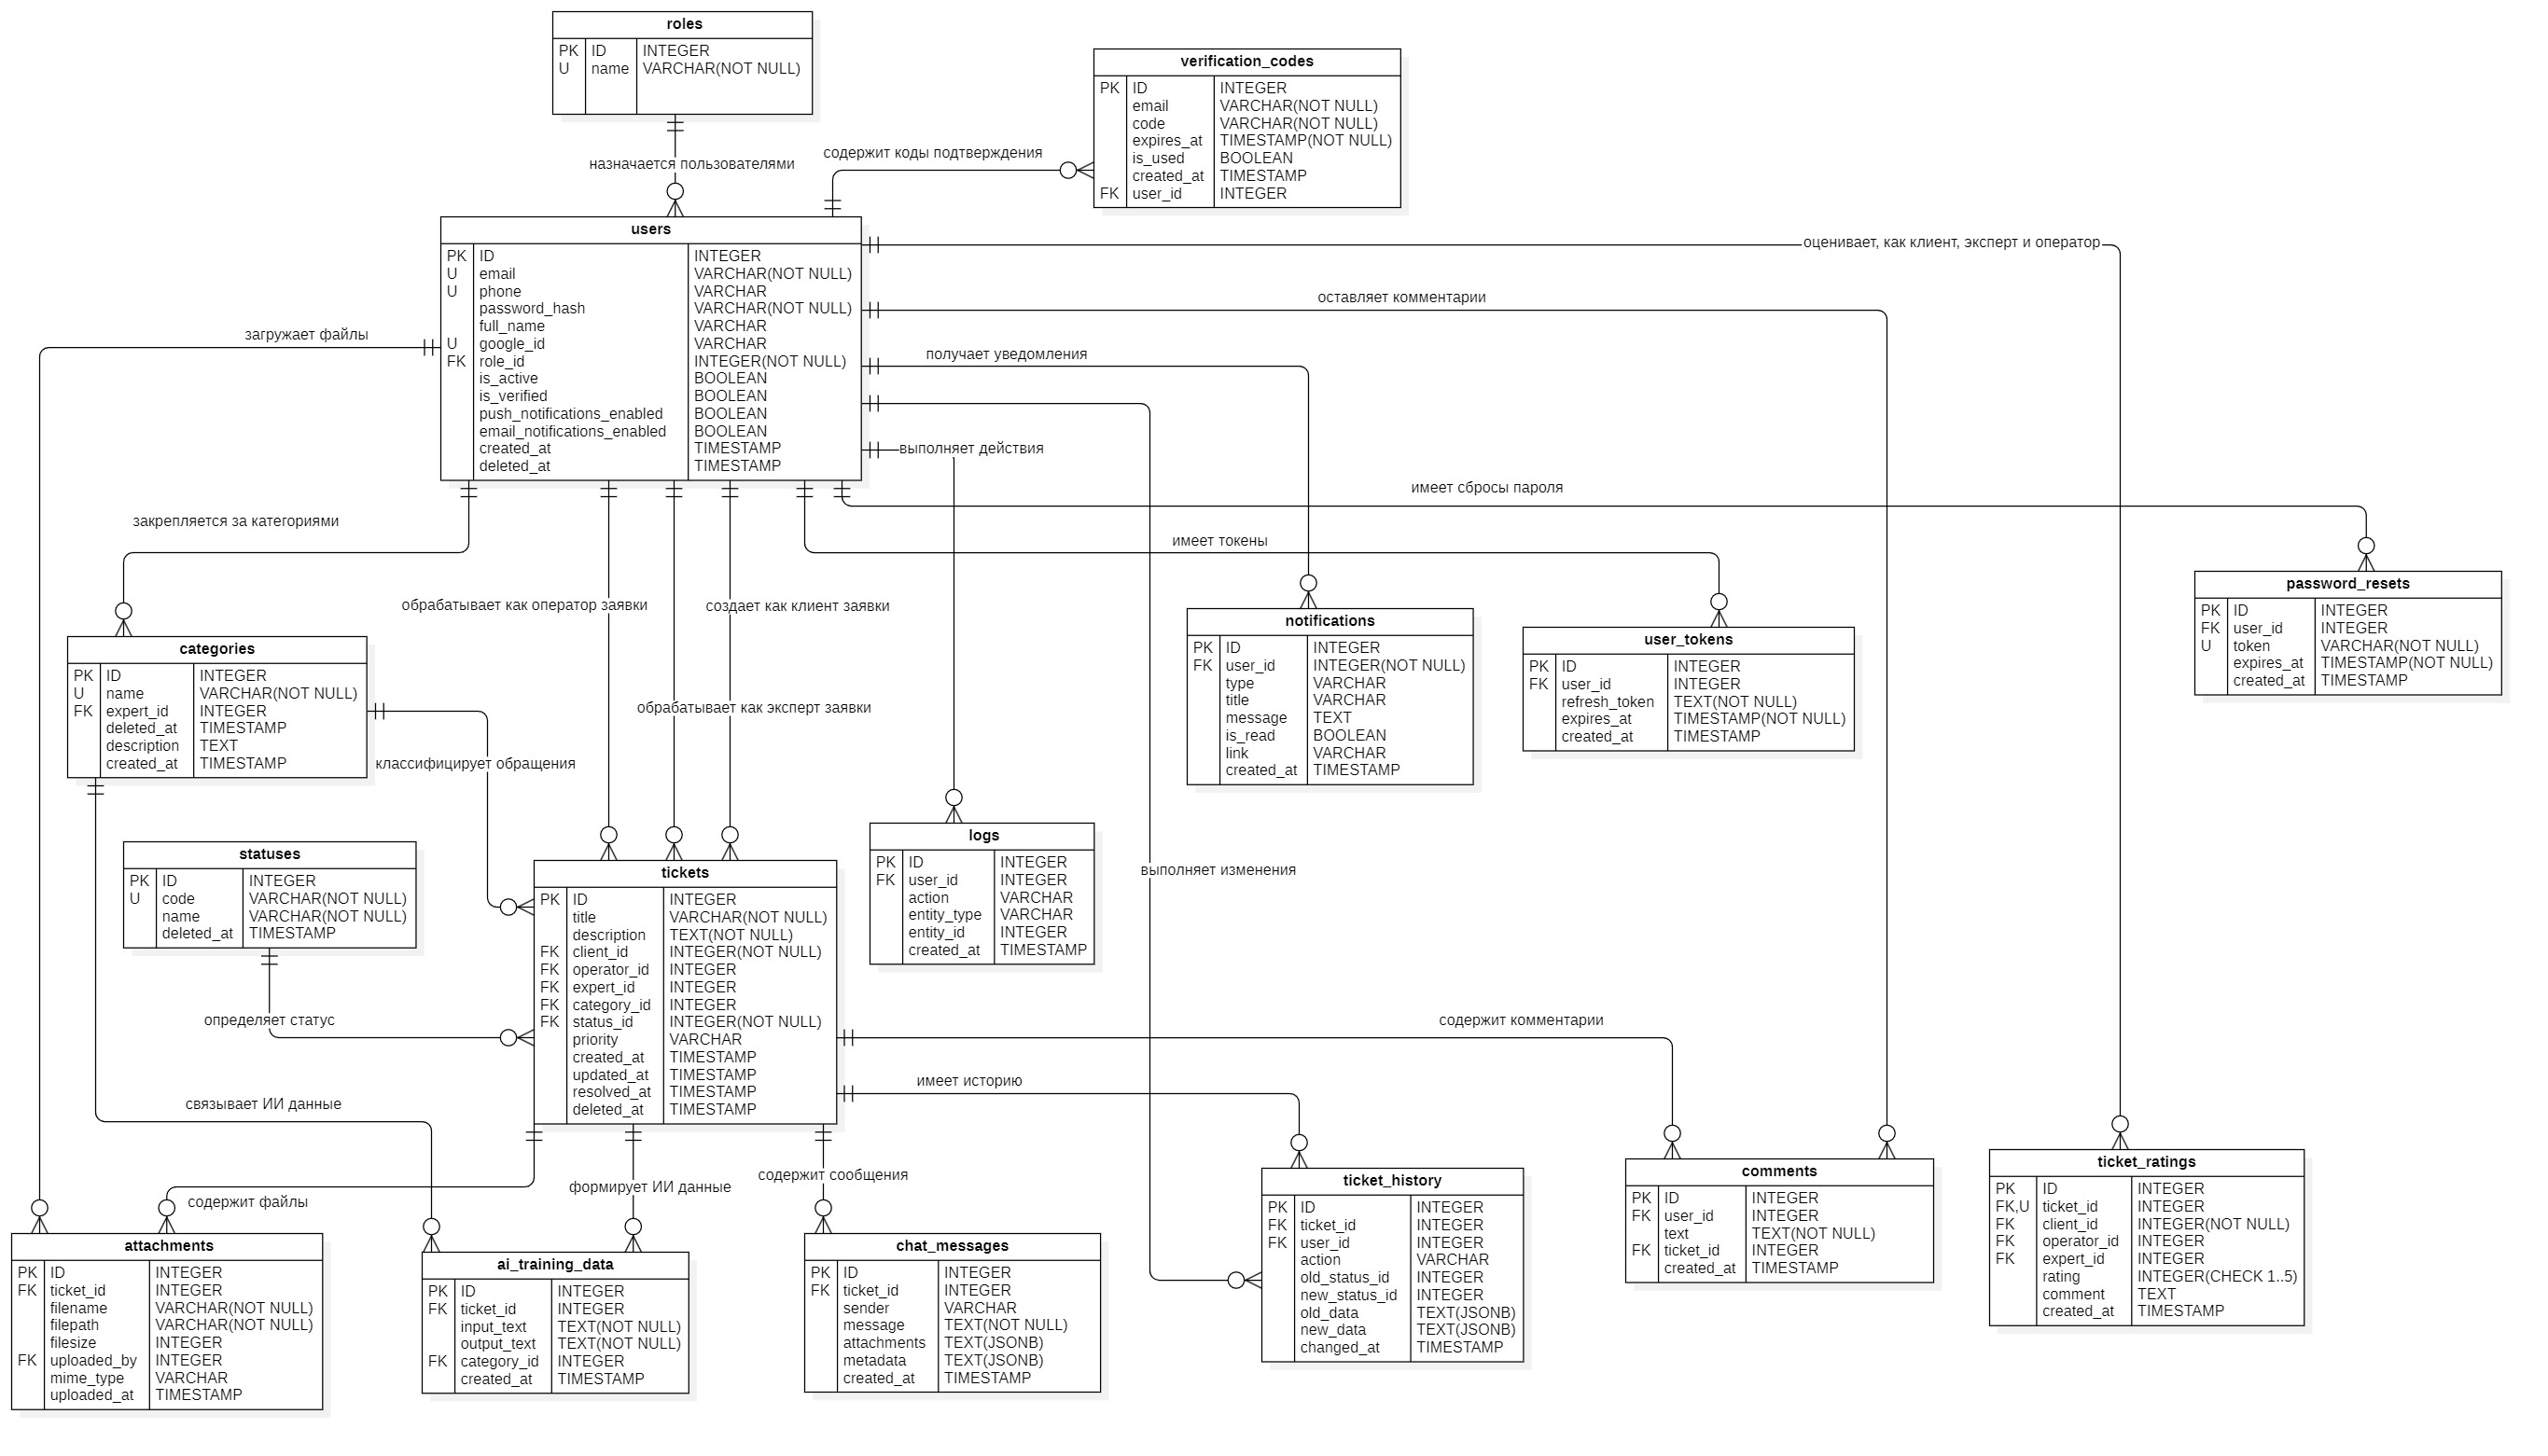 roles
PK ID INTEGER
U name VARCHAR(NOT NULL)
verification_codes
PK ID INTEGER
email VARCHAR(NOT NULL)
code VARCHAR(NOT NULL)
expires_at TIMESTAMP(NOT NULL)
is_used BOOLEAN
created_at TIMESTAMP
FK user_id INTEGER
содержит коды подтверждения
назначается пользователями
users
PK ID INTEGER
U email VARCHAR(NOT NULL)
U phone VARCHAR
password_hash VARCHAR(NOT NULL)
full_name VARCHAR
U google_id VARCHAR
FK role_id INTEGER(NOT NULL)
is_active BOOLEAN
is_verified BOOLEAN
push_notifications_enabled BOOLEAN
email_notifications_enabled BOOLEAN
created_at TIMESTAMP
deleted_at TIMESTAMP
оценивает, как клиент, эксперт и оператор
оставляет комментарии
загружает файлы
получает уведомления
выполняет действия
имеет сбросы пароля
закрепляется за категориями
имеет токены
обрабатывает как оператор заявки
создает как клиент заявки
обрабатывает как эксперт заявки
password_resets
PK ID INTEGER
FK user_id INTEGER
U token VARCHAR(NOT NULL)
expires_at TIMESTAMP(NOT NULL)
created_at TIMESTAMP
notifications
PK ID INTEGER
FK user_id INTEGER(NOT NULL)
type VARCHAR
title VARCHAR
message TEXT
is_read BOOLEAN
link VARCHAR
created_at TIMESTAMP
user_tokens
PK ID INTEGER
FK user_id INTEGER
refresh_token TEXT(NOT NULL)
expires_at TIMESTAMP(NOT NULL)
created_at TIMESTAMP
categories
PK ID INTEGER
U name VARCHAR(NOT NULL)
FK expert_id INTEGER
deleted_at TIMESTAMP
description TEXT
created_at TIMESTAMP
классифицирует обращения
statuses
PK ID INTEGER
U code VARCHAR(NOT NULL)
name VARCHAR(NOT NULL)
deleted_at TIMESTAMP
logs
PK ID INTEGER
FK user_id INTEGER
action VARCHAR
entity_type VARCHAR
entity_id INTEGER
created_at TIMESTAMP
выполняет изменения
tickets
PK ID INTEGER
title VARCHAR(NOT NULL)
description TEXT(NOT NULL)
FK client_id INTEGER(NOT NULL)
FK operator_id INTEGER
FK expert_id INTEGER
FK category_id INTEGER
FK status_id INTEGER(NOT NULL)
priority VARCHAR
created_at TIMESTAMP
updated_at TIMESTAMP
resolved_at TIMESTAMP
deleted_at TIMESTAMP
определяет статус
содержит комментарии
имеет историю
связывает ИИ данные
содержит сообщения
формирует ИИ данные
содержит файлы
attachments
PK ID INTEGER
FK ticket_id INTEGER
filename VARCHAR(NOT NULL)
filepath VARCHAR(NOT NULL)
filesize INTEGER
FK uploaded_by INTEGER
mime_type VARCHAR
uploaded_at TIMESTAMP
ai_training_data
PK ID INTEGER
FK ticket_id INTEGER
input_text TEXT(NOT NULL)
output_text TEXT(NOT NULL)
FK category_id INTEGER
created_at TIMESTAMP
chat_messages
PK ID INTEGER
FK ticket_id INTEGER
sender VARCHAR
message TEXT(NOT NULL)
attachments TEXT(JSONB)
metadata TEXT(JSONB)
created_at TIMESTAMP
ticket_history
PK ID INTEGER
FK ticket_id INTEGER
FK user_id INTEGER
action VARCHAR
old_status_id INTEGER
new_status_id INTEGER
old_data TEXT(JSONB)
new_data TEXT(JSONB)
changed_at TIMESTAMP
comments
PK ID INTEGER
FK user_id INTEGER
text TEXT(NOT NULL)
FK ticket_id INTEGER
created_at TIMESTAMP
ticket_ratings
PK ID INTEGER
FK,U ticket_id INTEGER
FK client_id INTEGER(NOT NULL)
FK operator_id INTEGER
FK expert_id INTEGER
rating INTEGER(CHECK 1..5)
comment TEXT
created_at TIMESTAMP